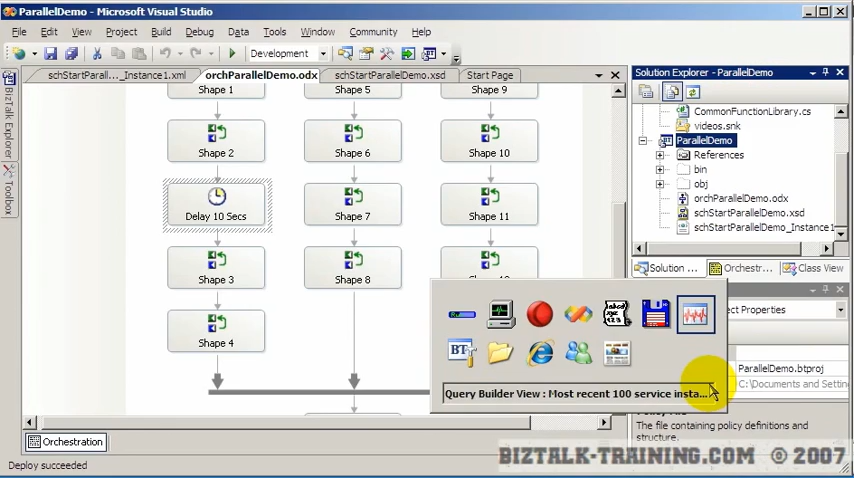 ParallelDemo - Microsoft Visual Studio
File Edit View Project Build Debug Data Tools Window Community Help
Development
schStartParall..._Instance1.xml orchParallelDemo.odx schStartParallelDemo.xsd Start Page
BizTalk Explorer
Toolbox
Shape 1 Shape 5 Shape 9
Shape 2 Shape 6 Shape 10
Delay 10 Secs Shape 7 Shape 11
Shape 3 Shape 8
Shape 4
Solution Explorer - ParallelDemo
CommonFunctionLibrary.cs
videos.snk
ParallelDemo
References
bin
obj
orchParallelDemo.odx
schStartParallelDemo.xsd
schStartParallelDemo_Instance1
Solution ... Orchestr... Class View
ect Properties
ParallelDemo.btproj
C:\Documents and Setting
The file containing policy definitions and
structure.
Query Builder View : Most recent 100 service insta...
Orchestration
Deploy succeeded
BIZTALK-TRAINING.COM © 2007